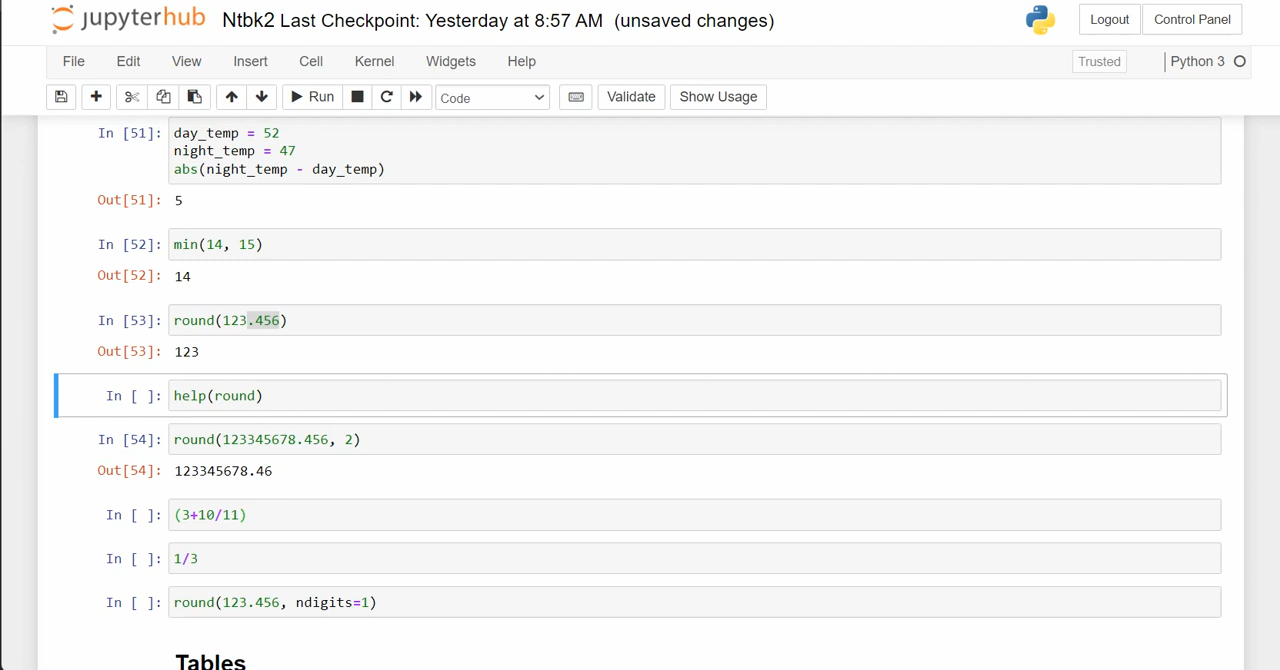 jupyterhub Ntbk2 Last Checkpoint: Yesterday at 8:57 AM (unsaved changes) Logout Control Panel
File Edit View Insert Cell Kernel Widgets Help Trusted Python 3
Run Code Validate Show Usage
In [51]: day_temp = 52
night_temp = 47
abs(night_temp - day_temp)
Out[51]: 5
In [52]: min(14, 15)
Out[52]: 14
In [53]: round(123.456)
Out[53]: 123
In [ ]: help(round)
In [54]: round(123345678.456, 2)
Out[54]: 123345678.46
In [ ]: (3+10/11)
In [ ]: 1/3
In [ ]: round(123.456, ndigits=1)
Tables